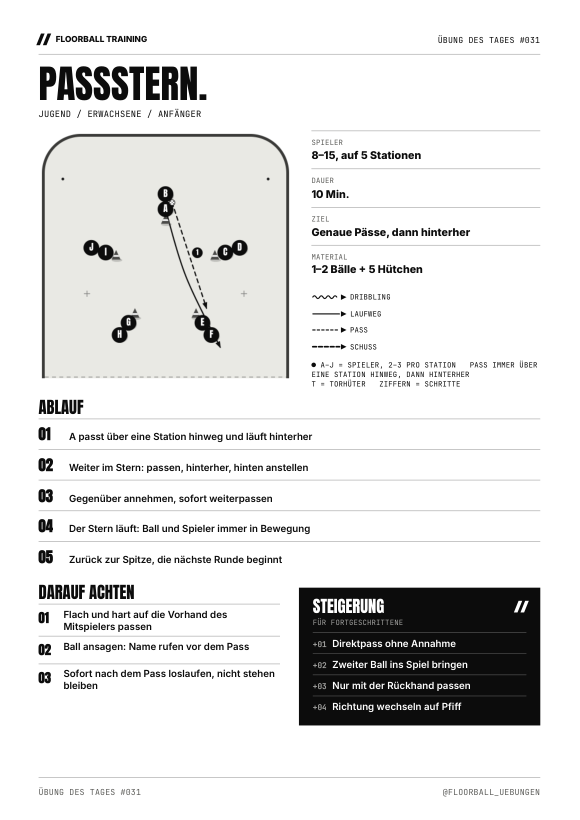 // FLOORBALL TRAINING
ÜBUNG DES TAGES #031
PASSSTERN.
JUGEND / ERWACHSENE / ANFÄNGER
B
A
J
I
1
C
D
G
H
E
F
SPIELER
8–15, auf 5 Stationen
DAUER
10 Min.
ZIEL
Genaue Pässe, dann hinterher
MATERIAL
1–2 Bälle + 5 Hütchen
DRIBBLING
LAUFWEG
PASS
SCHUSS
● A–J = SPIELER, 2–3 PRO STATION PASS IMMER ÜBER
EINE STATION HINWEG, DANN HINTERHER
T = TORHÜTER ZIFFERN = SCHRITTE
ABLAUF
01 A passt über eine Station hinweg und läuft hinterher
02 Weiter im Stern: passen, hinterher, hinten anstellen
03 Gegenüber annehmen, sofort weiterpassen
04 Der Stern läuft: Ball und Spieler immer in Bewegung
05 Zurück zur Spitze, die nächste Runde beginnt
DARAUF ACHTEN
01 Flach und hart auf die Vorhand des
Mitspielers passen
02 Ball ansagen: Name rufen vor dem Pass
03 Sofort nach dem Pass loslaufen, nicht stehen
bleiben
STEIGERUNG //
FÜR FORTGESCHRITTENE
+01 Direktpass ohne Annahme
+02 Zweiter Ball ins Spiel bringen
+03 Nur mit der Rückhand passen
+04 Richtung wechseln auf Pfiff
ÜBUNG DES TAGES #031
@FLOORBALL_UEBUNGEN